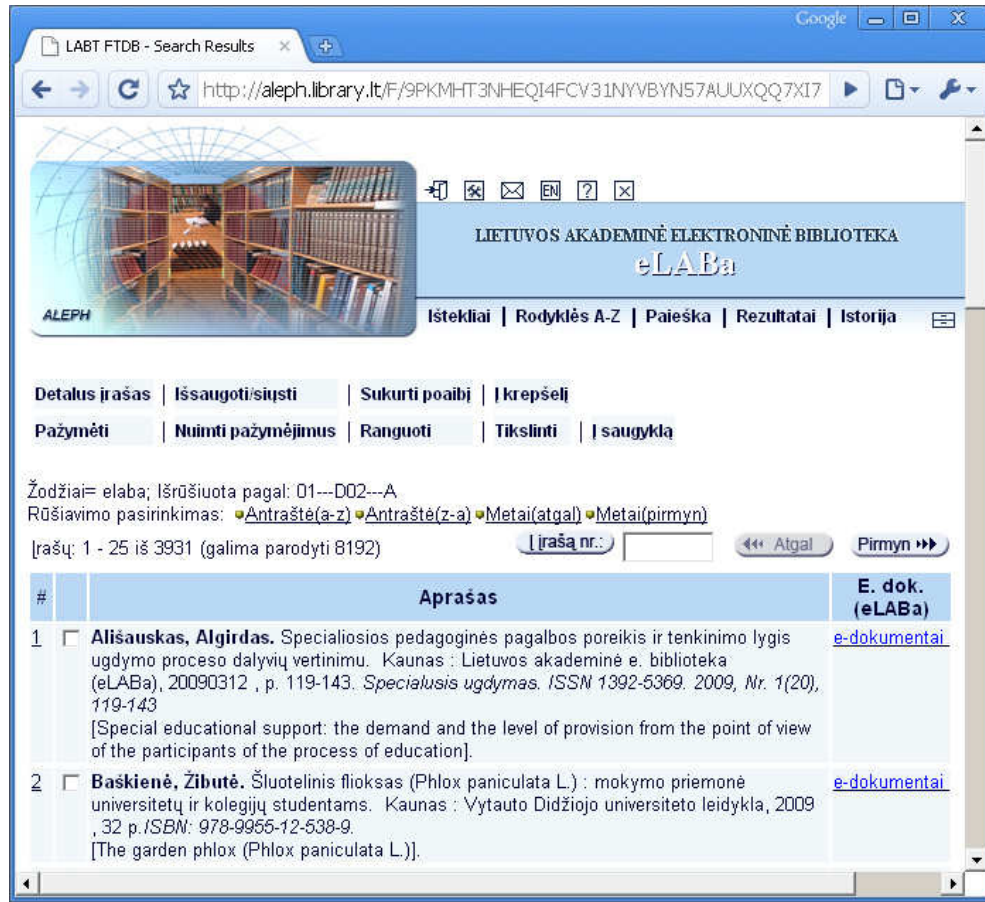 Google
LABT FTDB - Search Results
http://aleph.library.lt/F/9PKMHT3NHEQI4FCV31NYVBYN57AUUXQQ7XI7
EN ?
LIETUVOS AKADEMINĖ ELEKTRONINĖ BIBLIOTEKA
eLABa
ALEPH
Ištekliai | Rodyklės A-Z | Paieška | Rezultatai | Istorija
Detalus įrašas | Išsaugoti/siųsti | Sukurti poaibį | Į krepšelį
Pažymėti | Nuimti pažymėjimus | Ranguoti | Tikslinti | Į saugyklą
Žodžiai= elaba; Išrūšiuota pagal: 01---D02---A
Rūšiavimo pasirinkimas: Antraštė(a-z) Antraštė(z-a) Metai(atgal) Metai(pirmyn)
Įrašų: 1 - 25 iš 3931 (galima parodyti 8192) Į įrašą nr.: Atgal Pirmyn
# Aprašas E. dok. (eLABa)
1 Ališauskas, Algirdas. Specialiosios pedagoginės pagalbos poreikis ir tenkinimo lygis e-dokumentai
ugdymo proceso dalyvių vertinimu. Kaunas : Lietuvos akademinė e. biblioteka
(eLABa), 20090312 , p. 119-143. Specialusis ugdymas. ISSN 1392-5369. 2009, Nr. 1(20),
119-143
[Special educational support: the demand and the level of provision from the point of view
of the participants of the process of education].
2 Baškienė, Žibutė. Šluotelinis flioksas (Phlox paniculata L.) : mokymo priemonė e-dokumentai
universitetų ir kolegijų studentams. Kaunas : Vytauto Didžiojo universiteto leidykla, 2009
, 32 p.ISBN: 978-9955-12-538-9.
[The garden phlox (Phlox paniculata L.)].